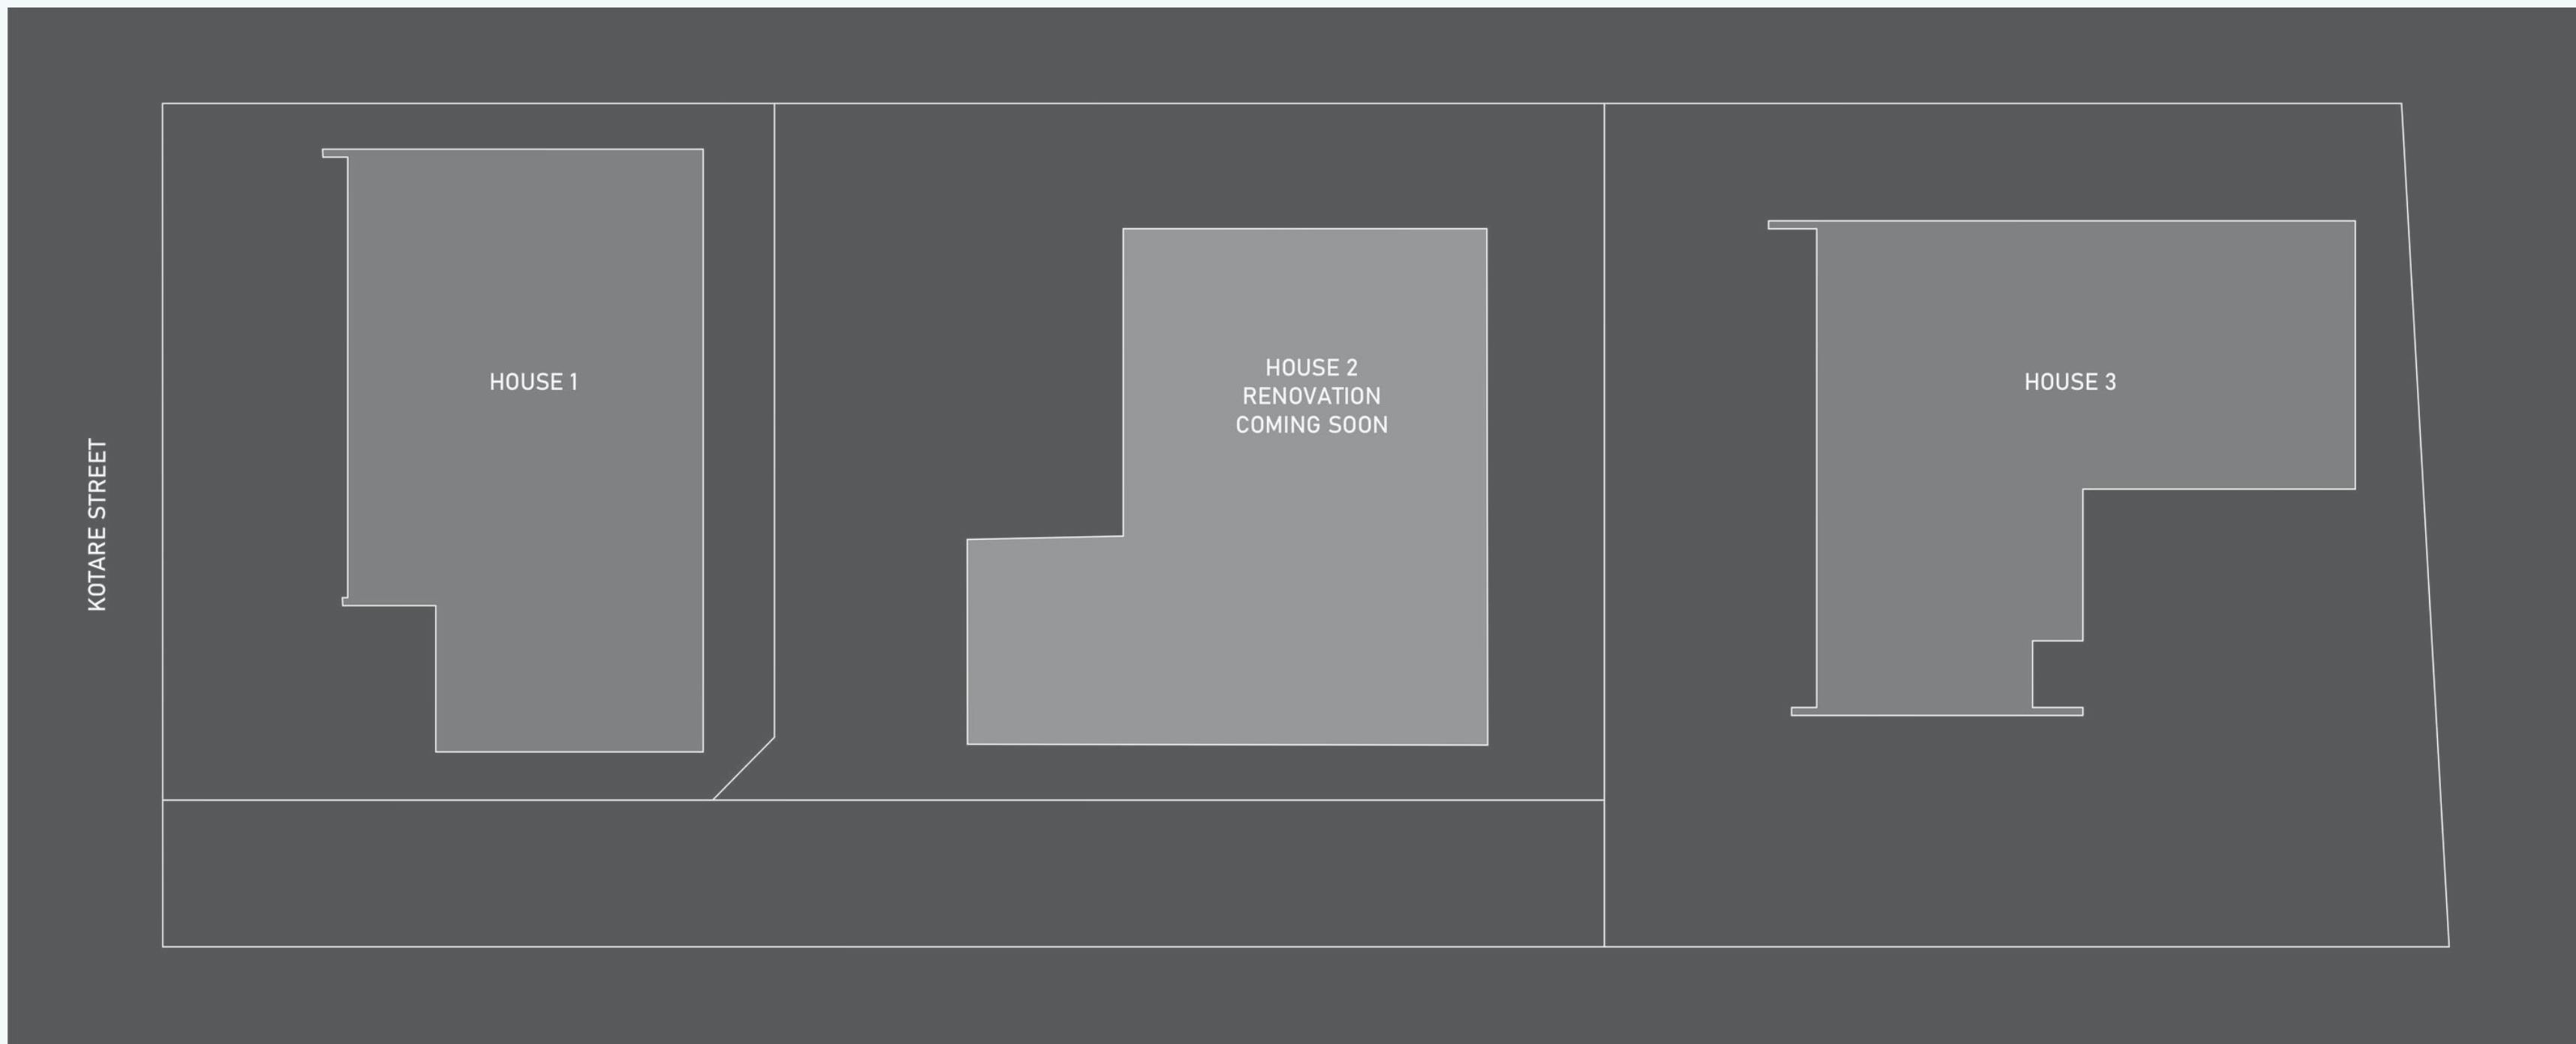 KOTARE STREET
HOUSE 1
HOUSE 2
RENOVATION
COMING SOON
HOUSE 3